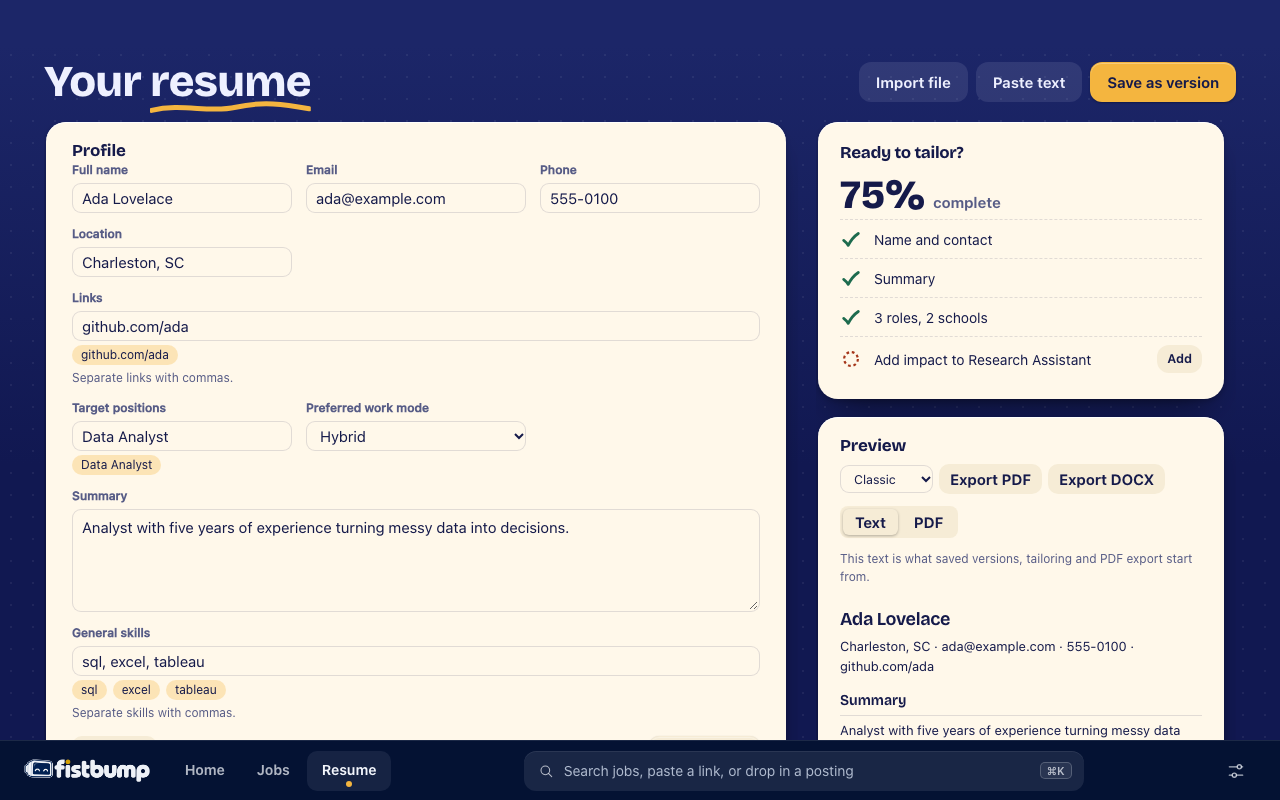 Your resume
Import file
Paste text
Save as version
Profile
Full name
Email
Phone
Ada Lovelace
ada@example.com
555-0100
Location
Charleston, SC
Links
github.com/ada
github.com/ada
Separate links with commas.
Target positions
Preferred work mode
Data Analyst
Hybrid
Data Analyst
Summary
Analyst with five years of experience turning messy data into decisions.
General skills
sql, excel, tableau
sql
excel
tableau
Separate skills with commas.
Ready to tailor?
75% complete
Name and contact
Summary
3 roles, 2 schools
Add impact to Research Assistant
Add
Preview
Classic
Export PDF
Export DOCX
Text
PDF
This text is what saved versions, tailoring and PDF export start
from.
Ada Lovelace
Charleston, SC · ada@example.com · 555-0100 ·
github.com/ada
Summary
Analyst with five years of experience turning messy data
fistbump
Home
Jobs
Resume
Search jobs, paste a link, or drop in a posting
⌘K